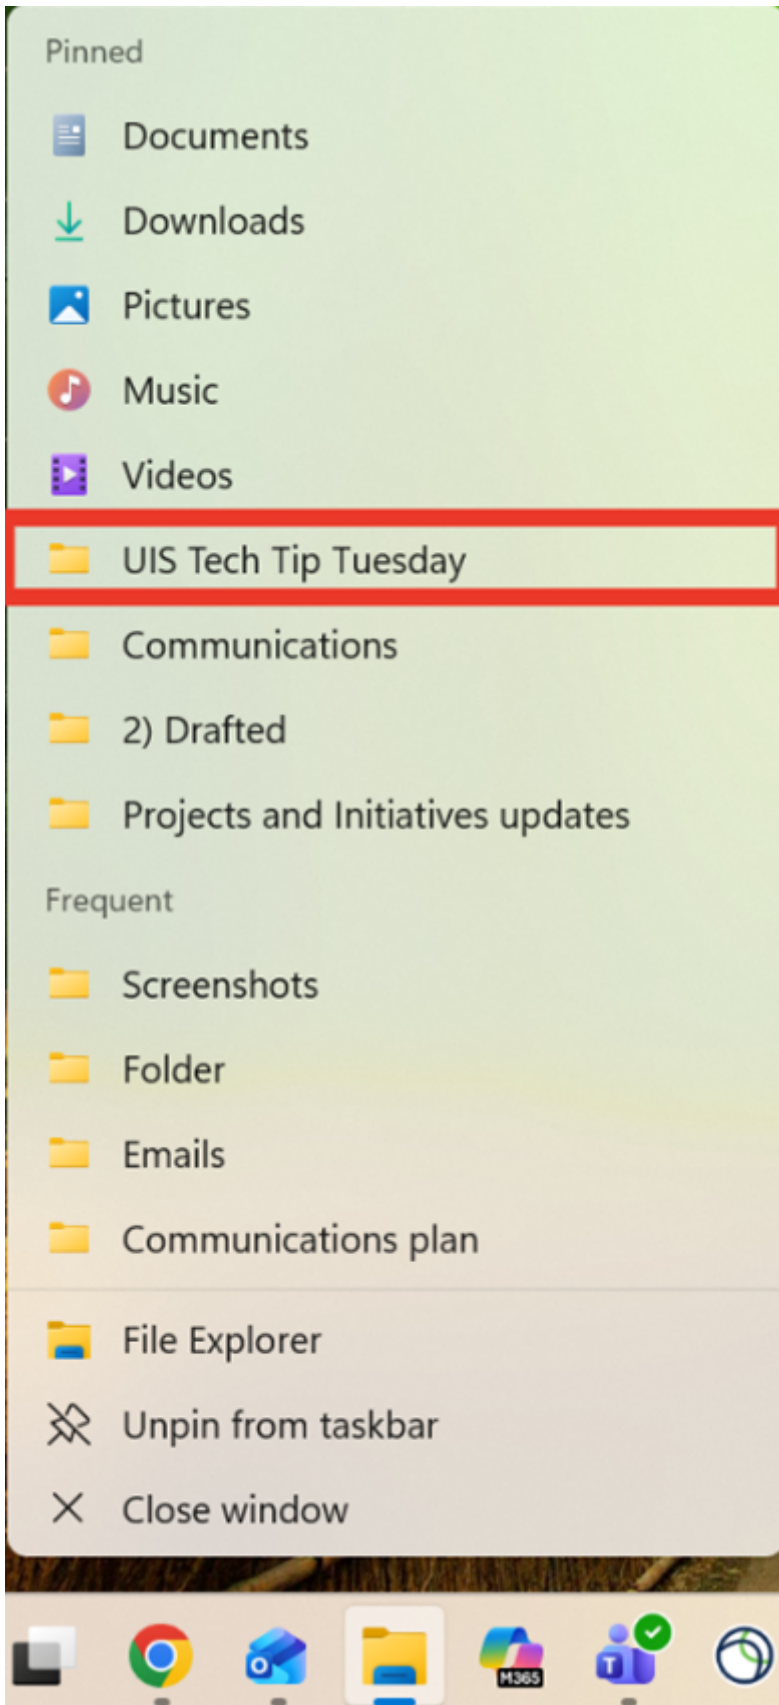 Pinned
Documents
Downloads
Pictures
Music
Videos
UIS Tech Tip Tuesday
Communications
2) Drafted
Projects and Initiatives updates
Frequent
Screenshots
Folder
Emails
Communications plan
File Explorer
Unpin from taskbar
Close window
M365